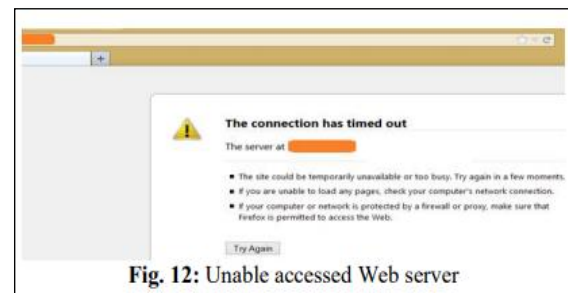 +
The connection has timed out
The server at
▪ The site could be temporarily unavailable or too busy. Try again in a few moments.
▪ If you are unable to load any pages, check your computer's network connection.
▪ If your computer or network is protected by a firewall or proxy, make sure that
Firefox is permitted to access the Web.
Try Again
Fig. 12: Unable accessed Web server